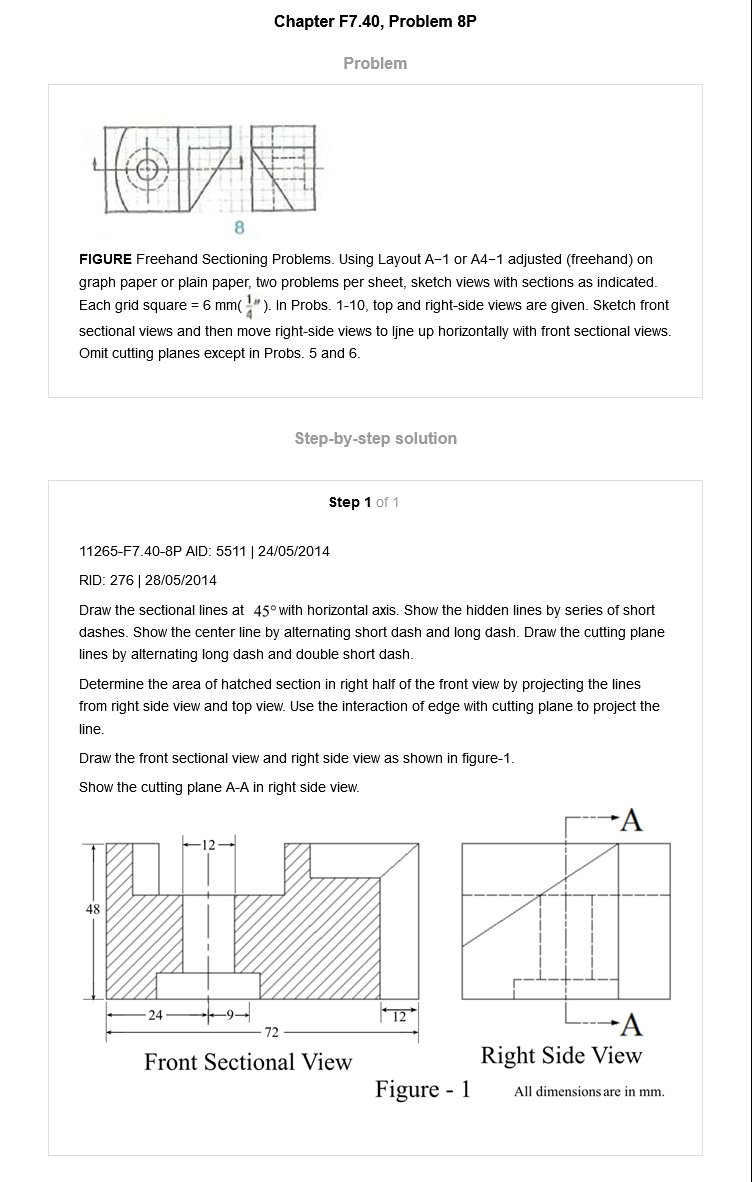 Chapter F7.40, Problem 8P
Problem
8
FIGURE Freehand Sectioning Problems. Using Layout A−1 or A4−1 adjusted (freehand) on
graph paper or plain paper, two problems per sheet, sketch views with sections as indicated.
Each grid square = 6 mm( 1/4" ). In Probs. 1-10, top and right-side views are given. Sketch front
sectional views and then move right-side views to ljne up horizontally with front sectional views.
Omit cutting planes except in Probs. 5 and 6.
Step-by-step solution
Step 1 of 1
11265-F7.40-8P AID: 5511 | 24/05/2014
RID: 276 | 28/05/2014
Draw the sectional lines at 45° with horizontal axis. Show the hidden lines by series of short
dashes. Show the center line by alternating short dash and long dash. Draw the cutting plane
lines by alternating long dash and double short dash.
Determine the area of hatched section in right half of the front view by projecting the lines
from right side view and top view. Use the interaction of edge with cutting plane to project the
line.
Draw the front sectional view and right side view as shown in figure-1.
Show the cutting plane A-A in right side view.
A
12
48
24
9
12
72
A
Front Sectional View
Right Side View
Figure - 1
All dimensions are in mm.